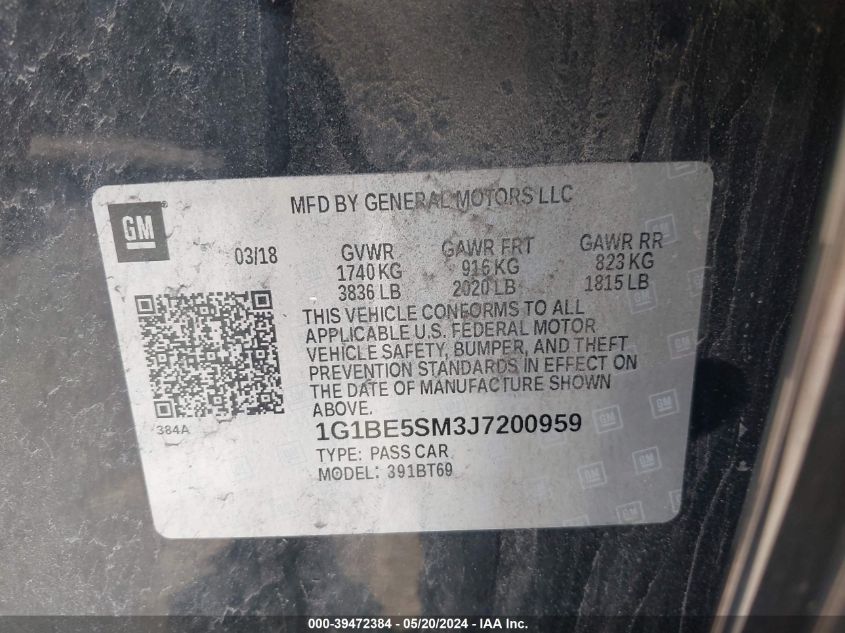 MFD BY GENERAL MOTORS LLC
GM
03/18 GVWR GAWR FRT GAWR RR
1740 KG 916 KG 823 KG
3836 LB 2020 LB 1815 LB
THIS VEHICLE CONFORMS TO ALL
APPLICABLE U.S. FEDERAL MOTOR
VEHICLE SAFETY, BUMPER, AND THEFT
PREVENTION STANDARDS IN EFFECT ON
THE DATE OF MANUFACTURE SHOWN
ABOVE.
384A
1G1BE5SM3J7200959
TYPE: PASS CAR
MODEL: 391BT69
000-39472384 - 05/20/2024 - IAAI.com